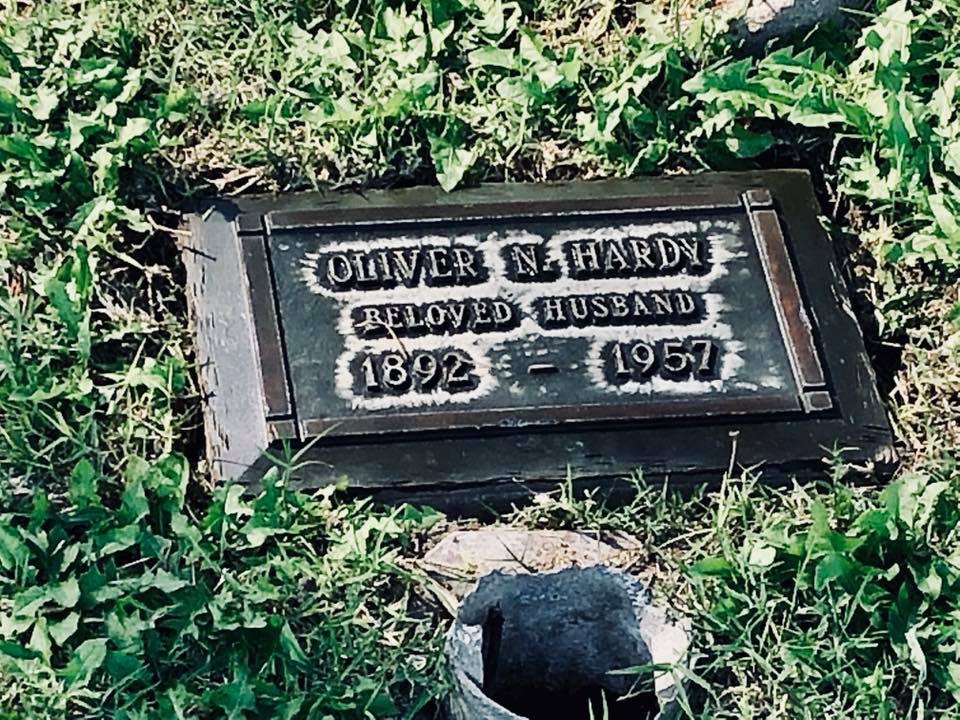 OLIVER N. HARDY
BELOVED HUSBAND
1892 – 1957